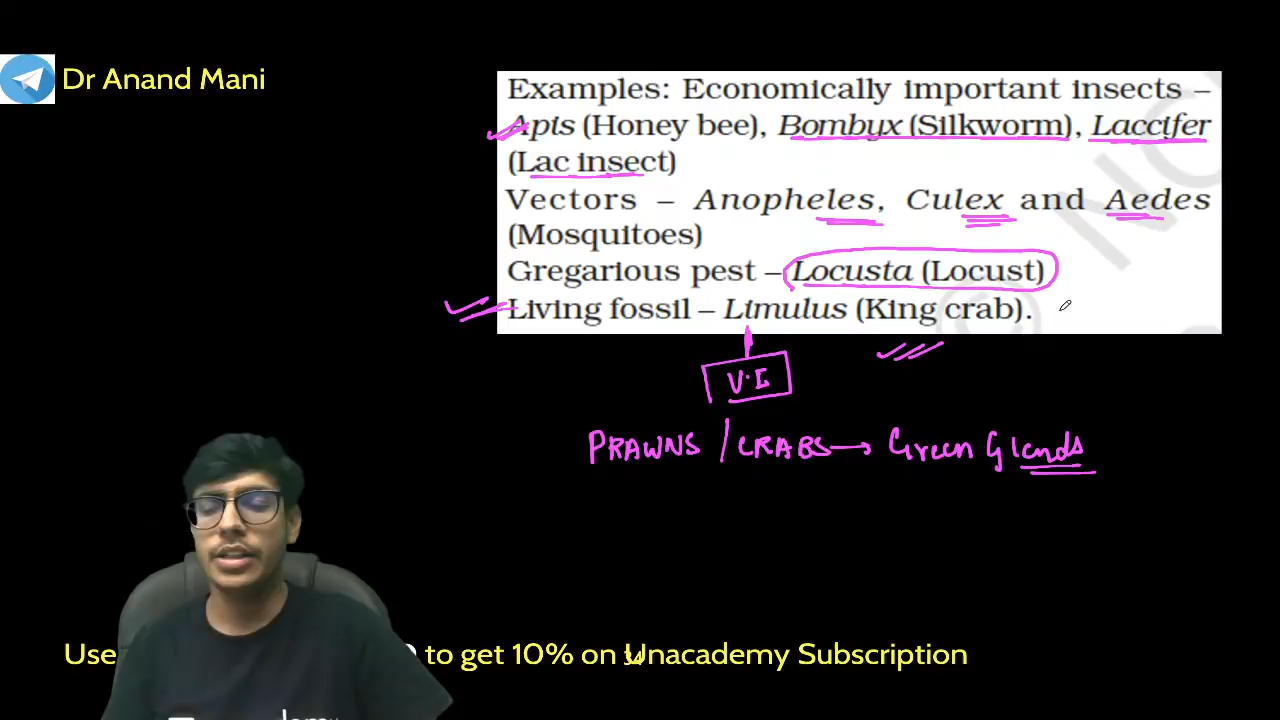 Dr Anand Mani
Examples: Economically important insects –
Apis (Honey bee), Bombyx (Silkworm), Laccifer
(Lac insect)
Vectors – Anopheles, Culex and Aedes
(Mosquitoes)
Gregarious pest – Locusta (Locust)
Living fossil – Limulus (King crab).
V.I
PRAWNS / CRABS → Green Glands
Use to get 10% on Unacademy Subscription
34